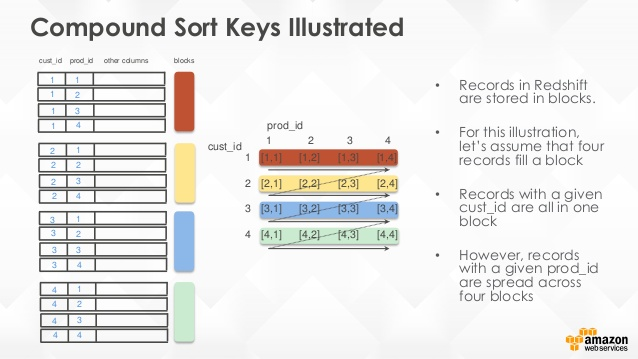 Compound Sort Keys Illustrated
cust_id prod_id other columns blocks
1 1
1 2
1 3
1 4
2 1
2 2
2 3
2 4
3 1
3 2
3 3
3 4
4 1
4 2
4 3
4 4
prod_id
cust_id
1 2 3 4
1 [1,1] [1,2] [1,3] [1,4]
2 [2,1] [2,2] [2,3] [2,4]
3 [3,1] [3,2] [3,3] [3,4]
4 [4,1] [4,2] [4,3] [4,4]
• Records in Redshift
are stored in blocks.
• For this illustration,
let's assume that four
records fill a block
• Records with a given
cust_id are all in one
block
• However, records
with a given prod_id
are spread across
four blocks
amazon
web services